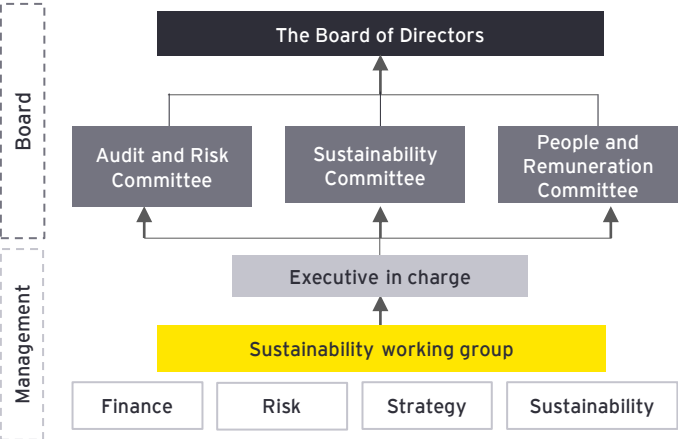 Board
The Board of Directors
Audit and Risk
Committee
Sustainability
Committee
People and
Remuneration
Committee
Management
Executive in charge
Sustainability working group
Finance
Risk
Strategy
Sustainability